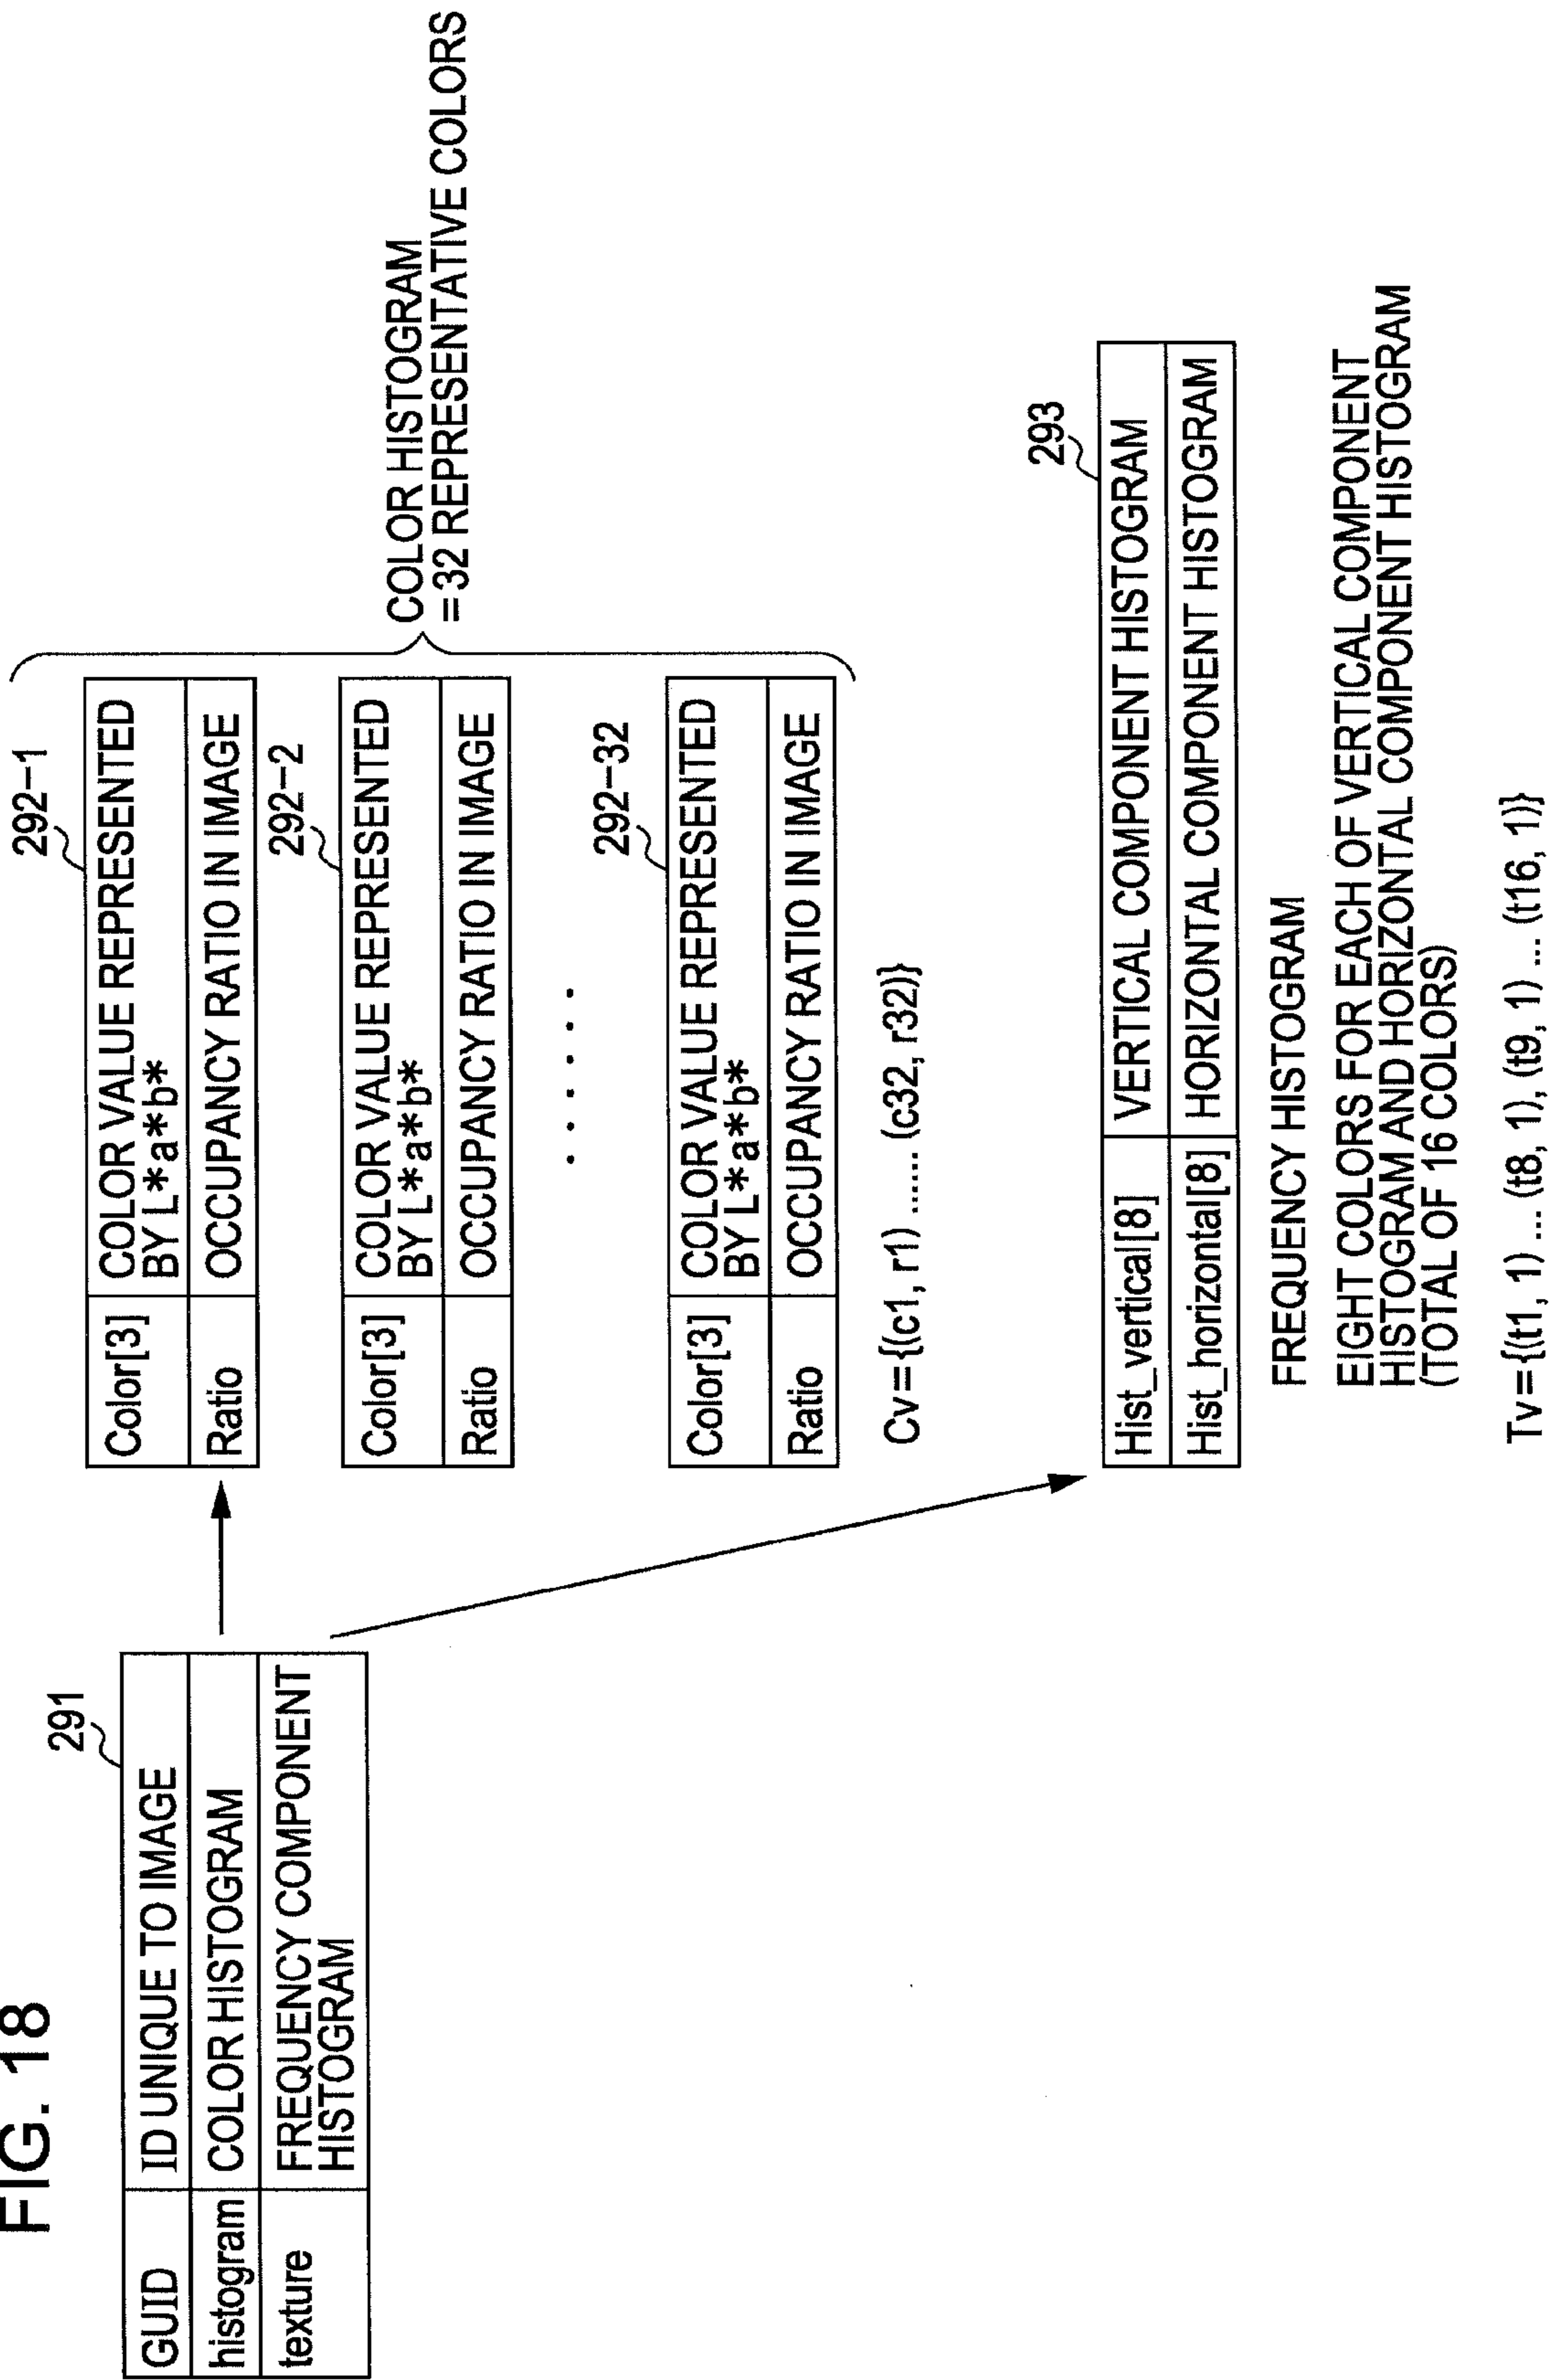 FIG. 18
291
GUID ID UNIQUE TO IMAGE
histogram COLOR HISTOGRAM
texture FREQUENCY COMPONENT
HISTOGRAM
292-1
Color[3] COLOR VALUE REPRESENTED
BY L*a*b*
Ratio OCCUPANCY RATIO IN IMAGE
292-2
Color[3] COLOR VALUE REPRESENTED
BY L*a*b*
Ratio OCCUPANCY RATIO IN IMAGE
......
292-32
Color[3] COLOR VALUE REPRESENTED
BY L*a*b*
Ratio OCCUPANCY RATIO IN IMAGE
COLOR HISTOGRAM
=32 REPRESENTATIVE COLORS
Cv={(c1, r1) ...... (c32, r32)}
293
Hist_vertical[8] VERTICAL COMPONENT HISTOGRAM
Hist_horizontal[8] HORIZONTAL COMPONENT HISTOGRAM
FREQUENCY HISTOGRAM
EIGHT COLORS FOR EACH OF VERTICAL COMPONENT
HISTOGRAM AND HORIZONTAL COMPONENT HISTOGRAM
(TOTAL OF 16 COLORS)
Tv={(t1, 1) ... (t8, 1), (t9, 1) ... (t16, 1)}